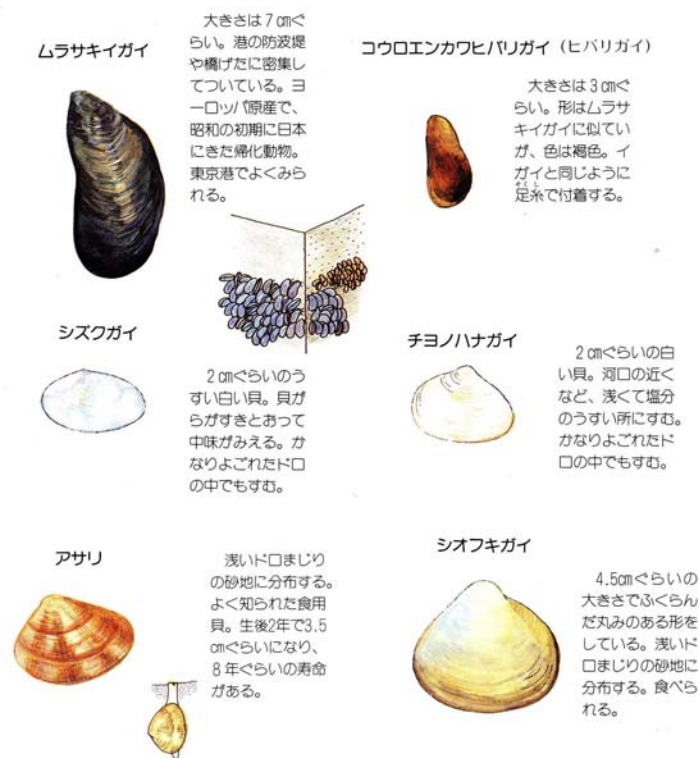 ムラサキイガイ
大きさは7cmぐ
らい。港の防波堤
や橋げたに密集し
てついている。ヨ
ーロッパ原産で、
昭和の初期に日本
にきた帰化動物。
東京港でよくみら
れる。
コウロエンカワヒバリガイ(ヒバリガイ)
大きさは3cmぐ
らい。形はムラサ
キイガイに似てい
が、色は褐色。イ
ガイと同じように
足糸で付着する。
そくし
シズクガイ
2cmぐらいのう
すい白い貝。貝が
らがすきとおって
中味がみえる。か
なりよごれたドロ
の中でもすむ。
チヨノハナガイ
2cmぐらいの白
い貝。河口の近く
など、浅くて塩分
のうすい所にすむ。
かなりよごれたド
ロの中でもすむ。
アサリ
浅いドロまじり
の砂地に分布する。
よく知られた食用
貝。生後2年で3.5
cmぐらいになり、
8年ぐらいの寿命
がある。
シオフキガイ
4.5cmぐらいの
大きさでふくらん
だ丸みのある形を
している。浅いド
ロまじりの砂地に
分布する。食べら
れる。